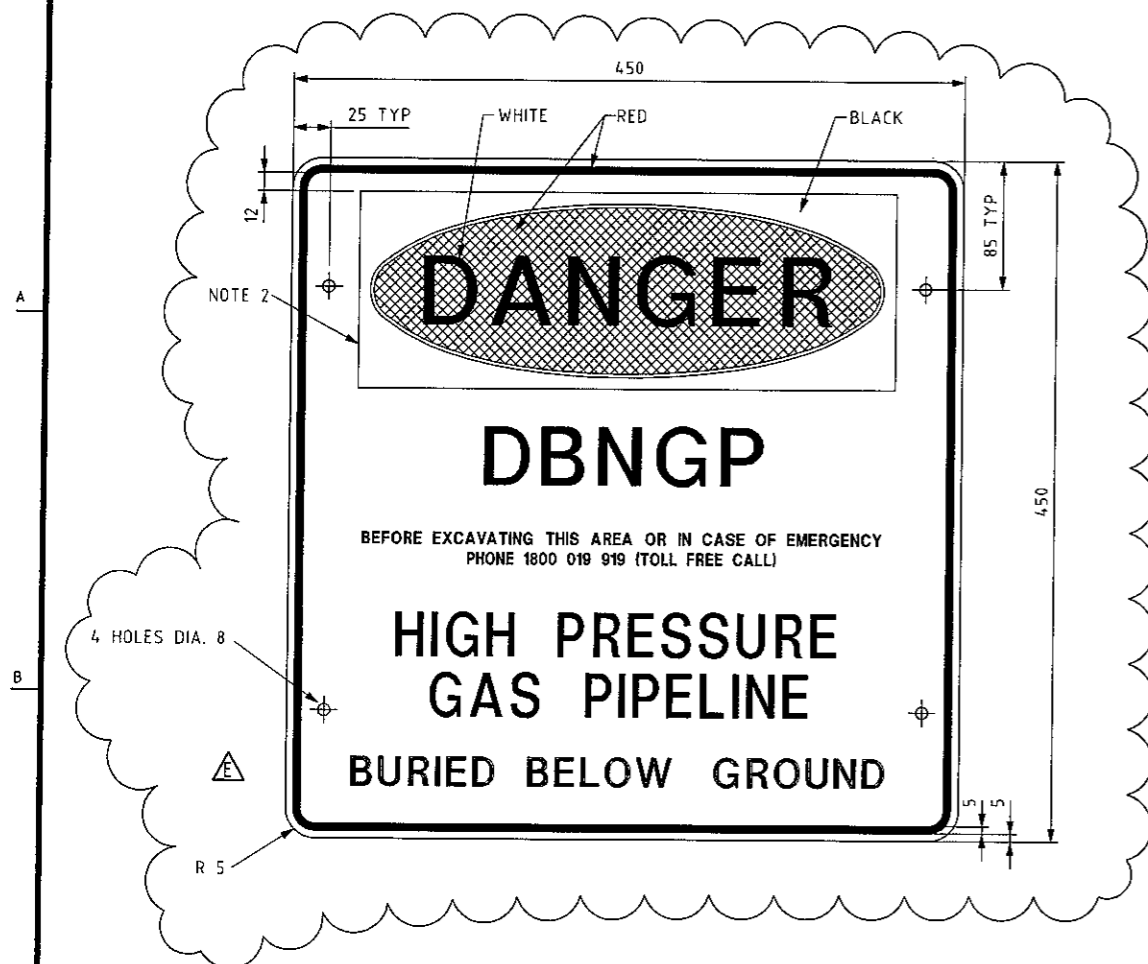 450
25 TYP
WHITE
RED
BLACK
12
85 TYP
A
NOTE 2
DANGER
DBNGP
450
BEFORE EXCAVATING THIS AREA OR IN CASE OF EMERGENCY
PHONE 1800 019 919 (TOLL FREE CALL)
4 HOLES DIA. 8
HIGH PRESSURE
GAS PIPELINE
B
E
BURIED BELOW GROUND
5
5
R 5